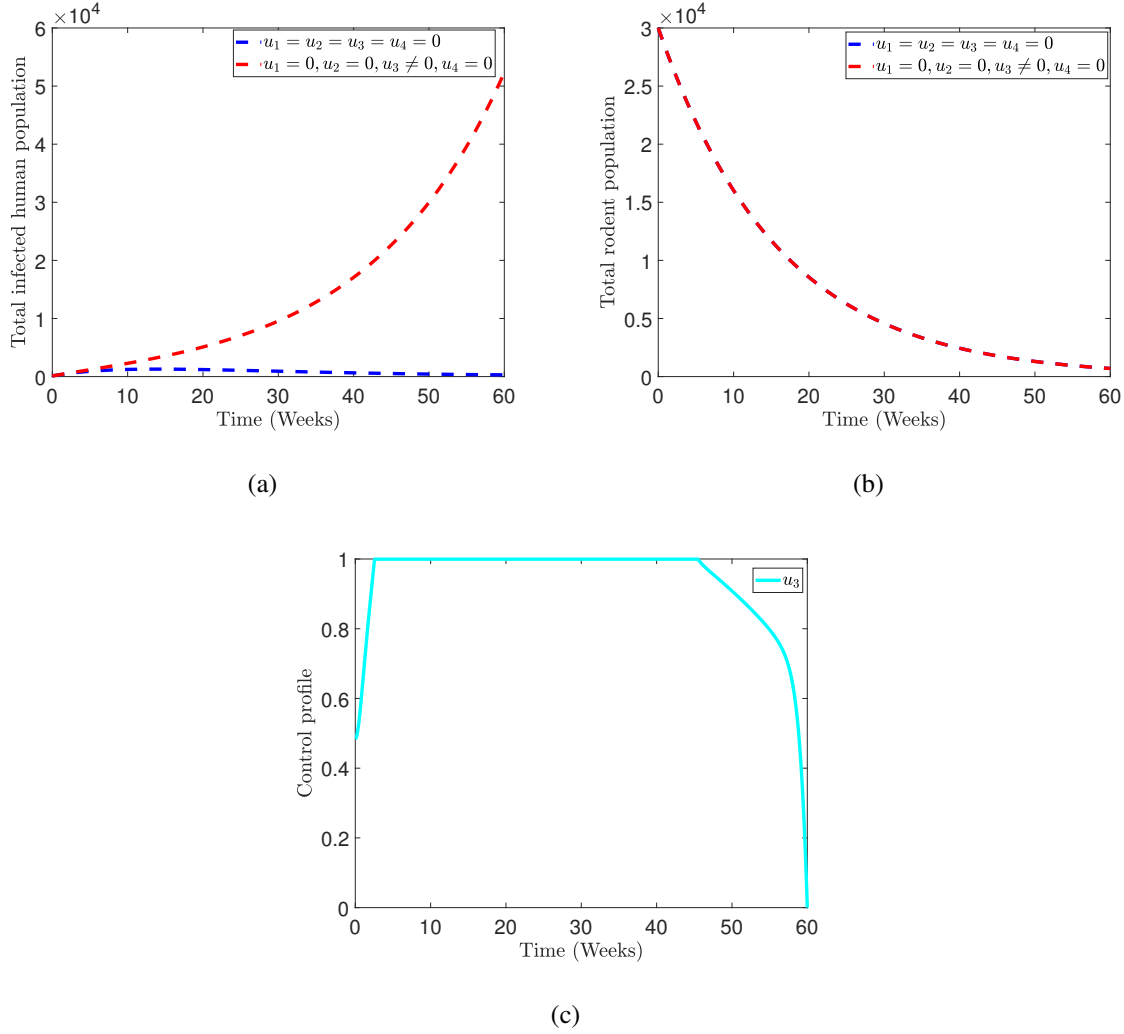 ×10⁴
6
5
4
3
2
1
0
0 10 20 30 40 50 60
Total infected human population
Time (Weeks)
u₁ = u₂ = u₃ = u₄ = 0
u₁ = 0, u₂ = 0, u₃ ≠ 0, u₄ = 0
(a)
×10⁴
3
2.5
2
1.5
1
0.5
0
0 10 20 30 40 50 60
Total rodent population
Time (Weeks)
u₁ = u₂ = u₃ = u₄ = 0
u₁ = 0, u₂ = 0, u₃ ≠ 0, u₄ = 0
(b)
1
0.8
0.6
0.4
0.2
0
0 10 20 30 40 50 60
Control profile
Time (Weeks)
u₃
(c)